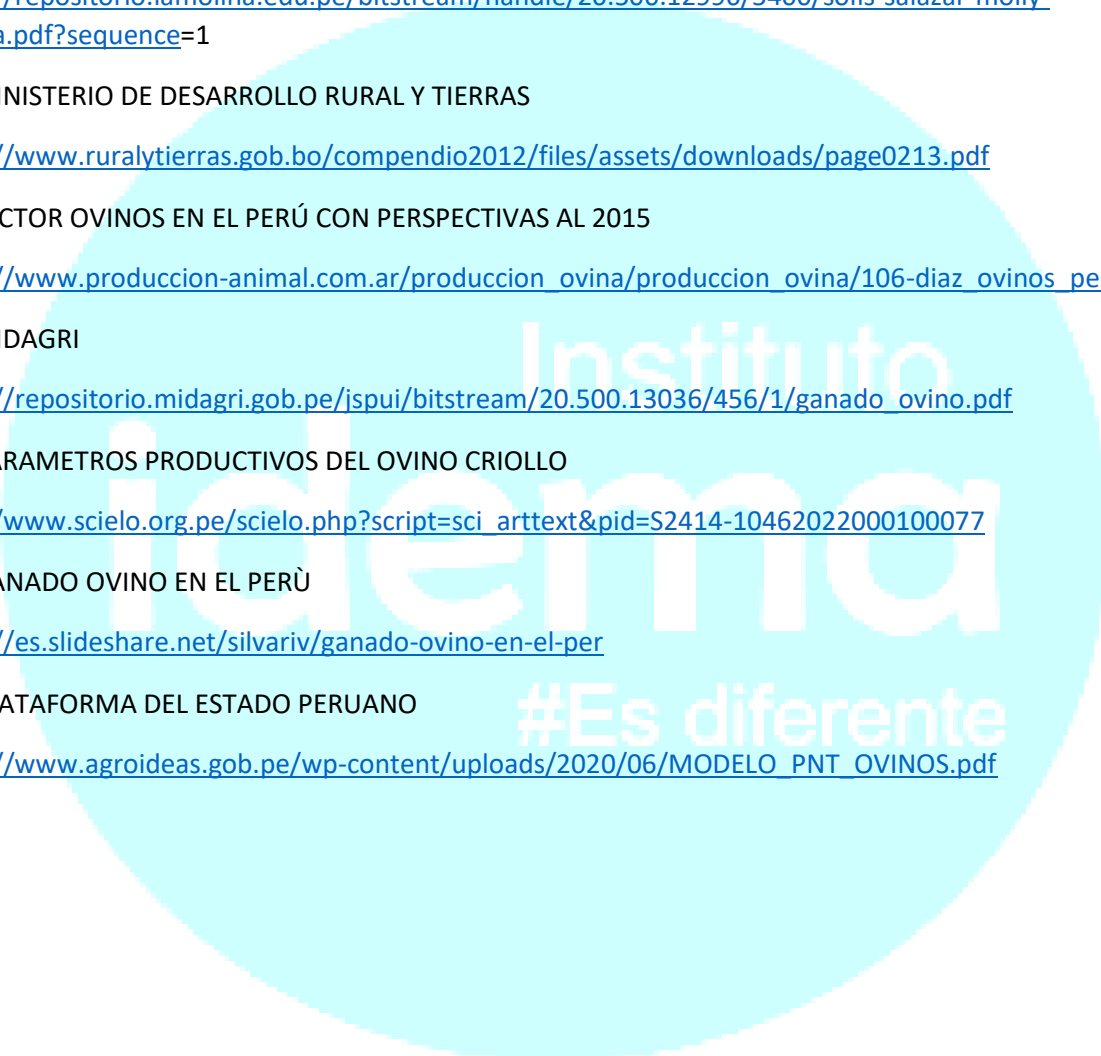 //repositorio.lamolina.edu.pe/bitstream/handle/20.500.12996/5406/solis-salazar-molly-
a.pdf?sequence=1
NISTERIO DE DESARROLLO RURAL Y TIERRAS
//www.ruralytierras.gob.bo/compendio2012/files/assets/downloads/page0213.pdf
CTOR OVINOS EN EL PERÚ CON PERSPECTIVAS AL 2015
//www.produccion-animal.com.ar/produccion_ovina/produccion_ovina/106-diaz_ovinos_pe
IDAGRI
//repositorio.midagri.gob.pe/jspui/bitstream/20.500.13036/456/1/ganado_ovino.pdf
ARAMETROS PRODUCTIVOS DEL OVINO CRIOLLO
/www.scielo.org.pe/scielo.php?script=sci_arttext&pid=S2414-10462022000100077
ANADO OVINO EN EL PERÙ
//es.slideshare.net/silvariv/ganado-ovino-en-el-per
ATAFORMA DEL ESTADO PERUANO
//www.agroideas.gob.pe/wp-content/uploads/2020/06/MODELO_PNT_OVINOS.pdf
Instituto
idema
#Es diferente